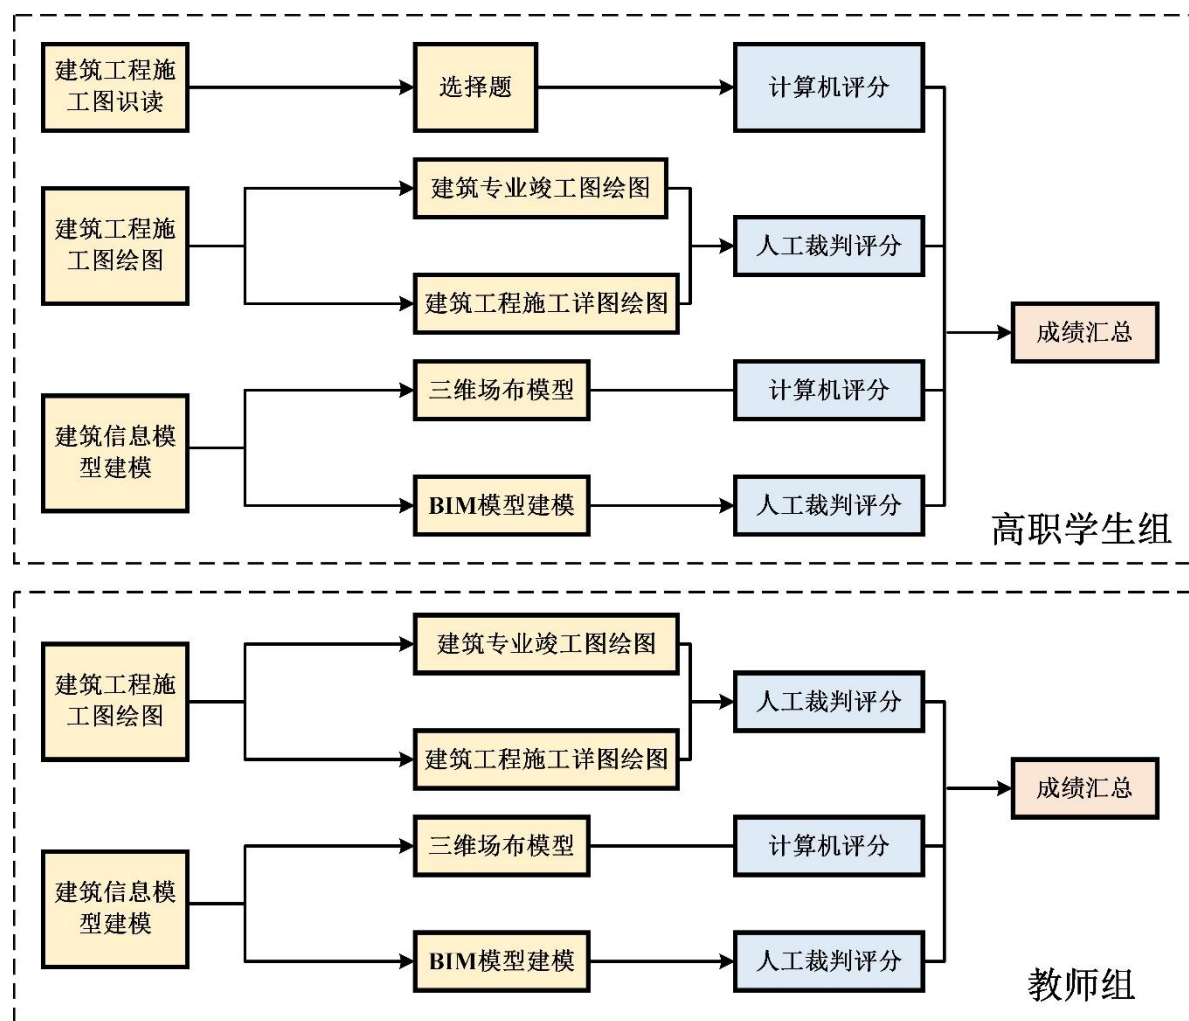 建筑工程施
工图识读
选择题
计算机评分
建筑工程施
工图绘图
建筑专业竣工图绘图
建筑工程施工详图绘图
人工裁判评分
建筑信息模
型建模
三维场布模型
计算机评分
BIM模型建模
人工裁判评分
成绩汇总
高职学生组
建筑工程施
工图绘图
建筑专业竣工图绘图
建筑工程施工详图绘图
人工裁判评分
建筑信息模
型建模
三维场布模型
计算机评分
BIM模型建模
人工裁判评分
成绩汇总
教师组